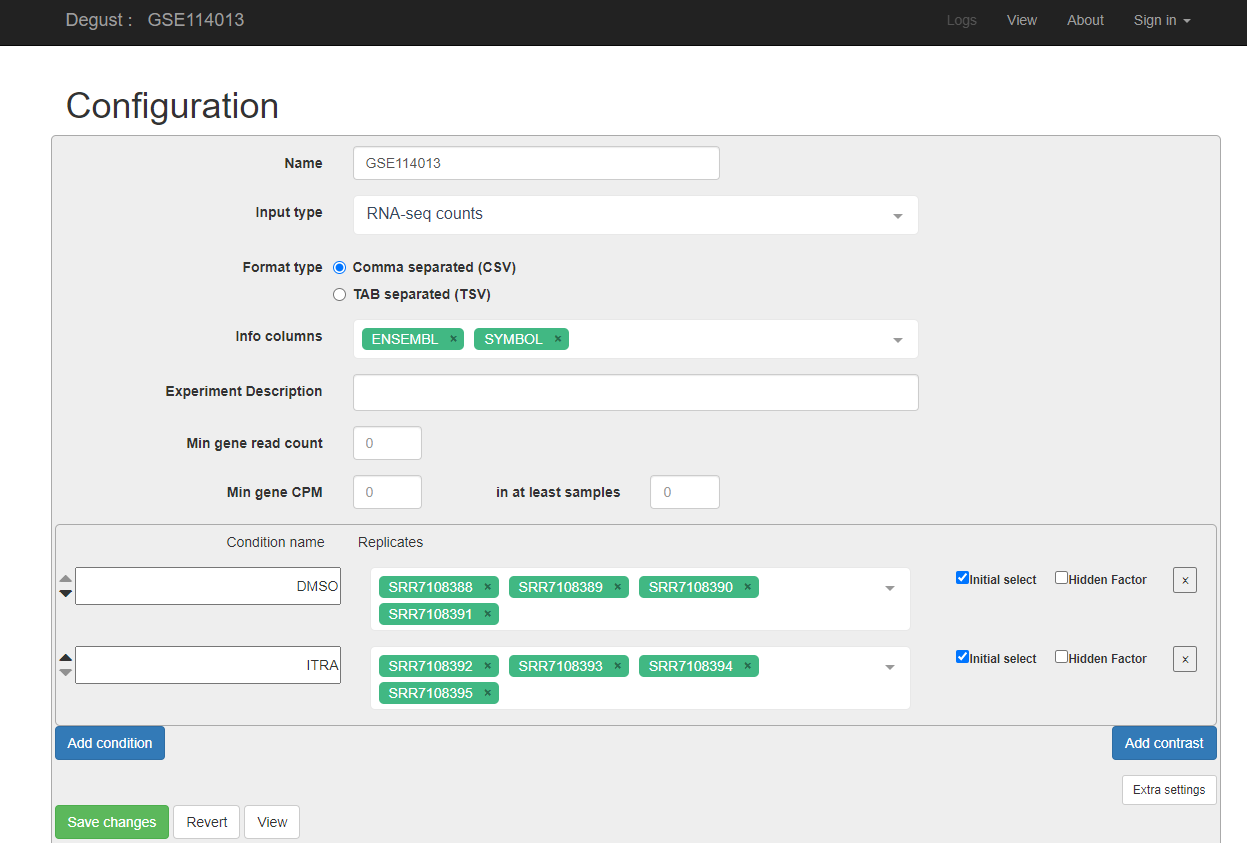 Degust : GSE114013 Logs View About Sign in
Configuration
Name GSE114013
Input type RNA-seq counts
Format type Comma separated (CSV)
TAB separated (TSV)
Info columns ENSEMBL × SYMBOL ×
Experiment Description
Min gene read count 0
Min gene CPM 0 in at least samples 0
Condition name Replicates
DMSO SRR7108388 × SRR7108389 × SRR7108390 × Initial select Hidden Factor x
SRR7108391 ×
ITRA SRR7108392 × SRR7108393 × SRR7108394 × Initial select Hidden Factor x
SRR7108395 ×
Add condition Add contrast
Extra settings
Save changes Revert View